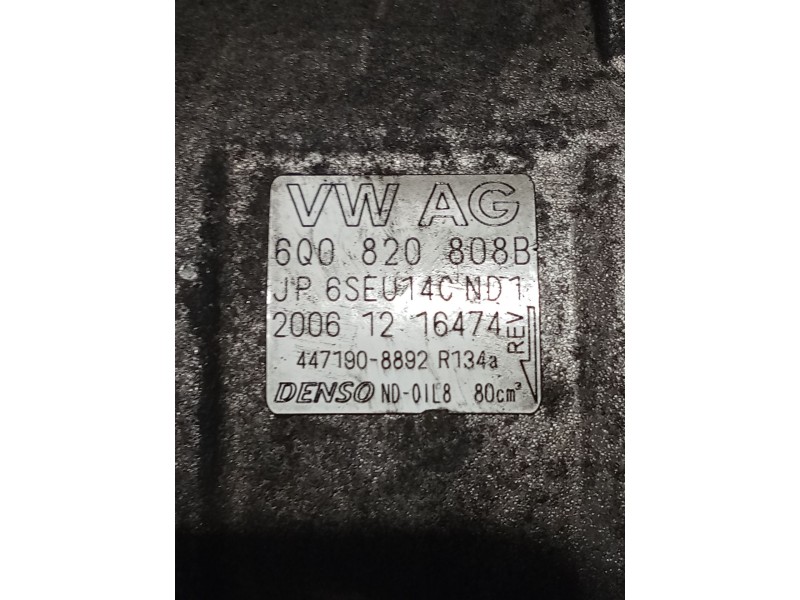 VW AG
6Q0 820 808B
JP 6SEU14C ND1
2006 12 16474
REV
447190-8892 R134a
DENSO ND-OIL8 80cm³